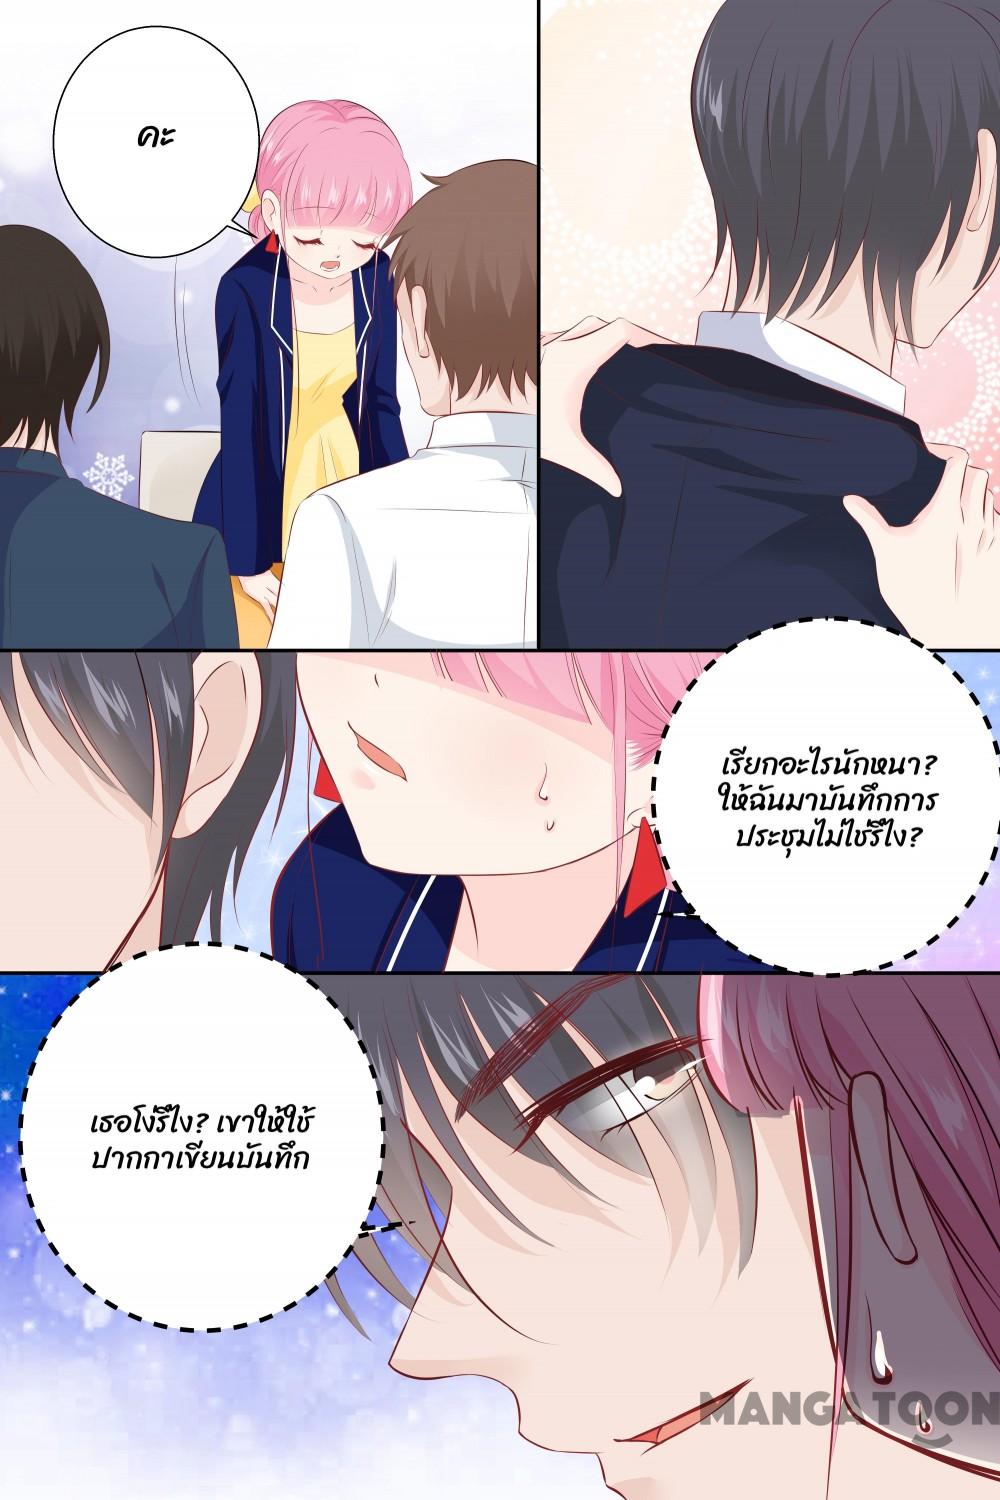 คะ
เรียกอะไรนักหนา?
ให้ฉันมาบันทึกการ
ประชุมไม่ใช่รึไง?
เธอโง่รึไง? เขาให้ใช้
ปากกาเขียนบันทึก
MANGATOON